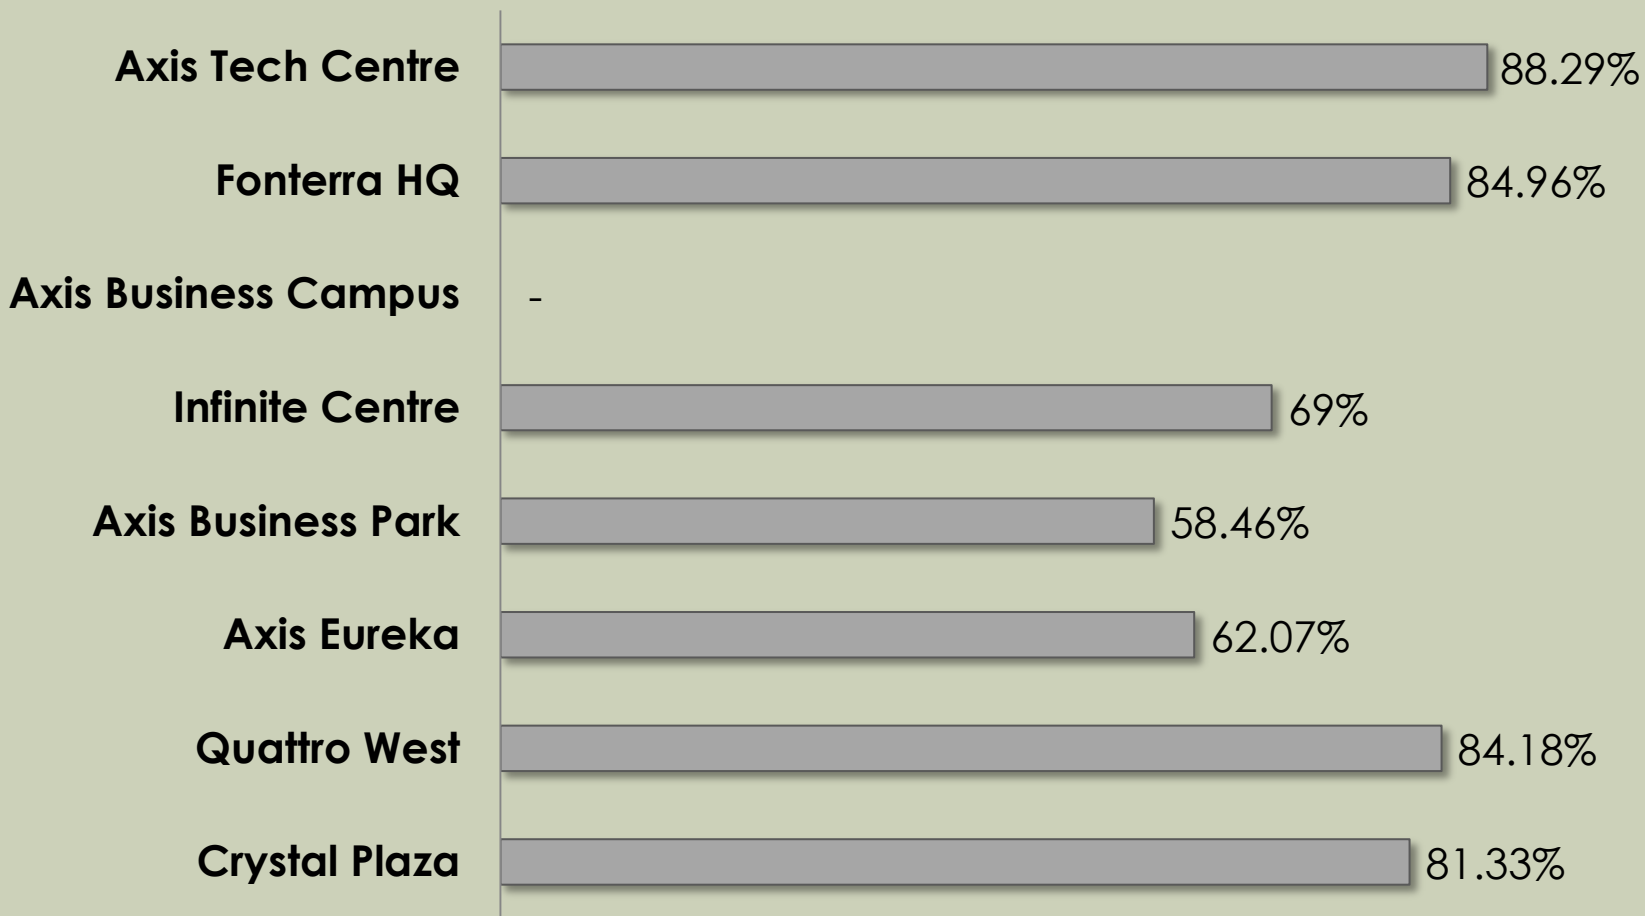 Axis Tech Centre 88.29%
Fonterra HQ 84.96%
Axis Business Campus -
Infinite Centre 69%
Axis Business Park 58.46%
Axis Eureka 62.07%
Quattro West 84.18%
Crystal Plaza 81.33%